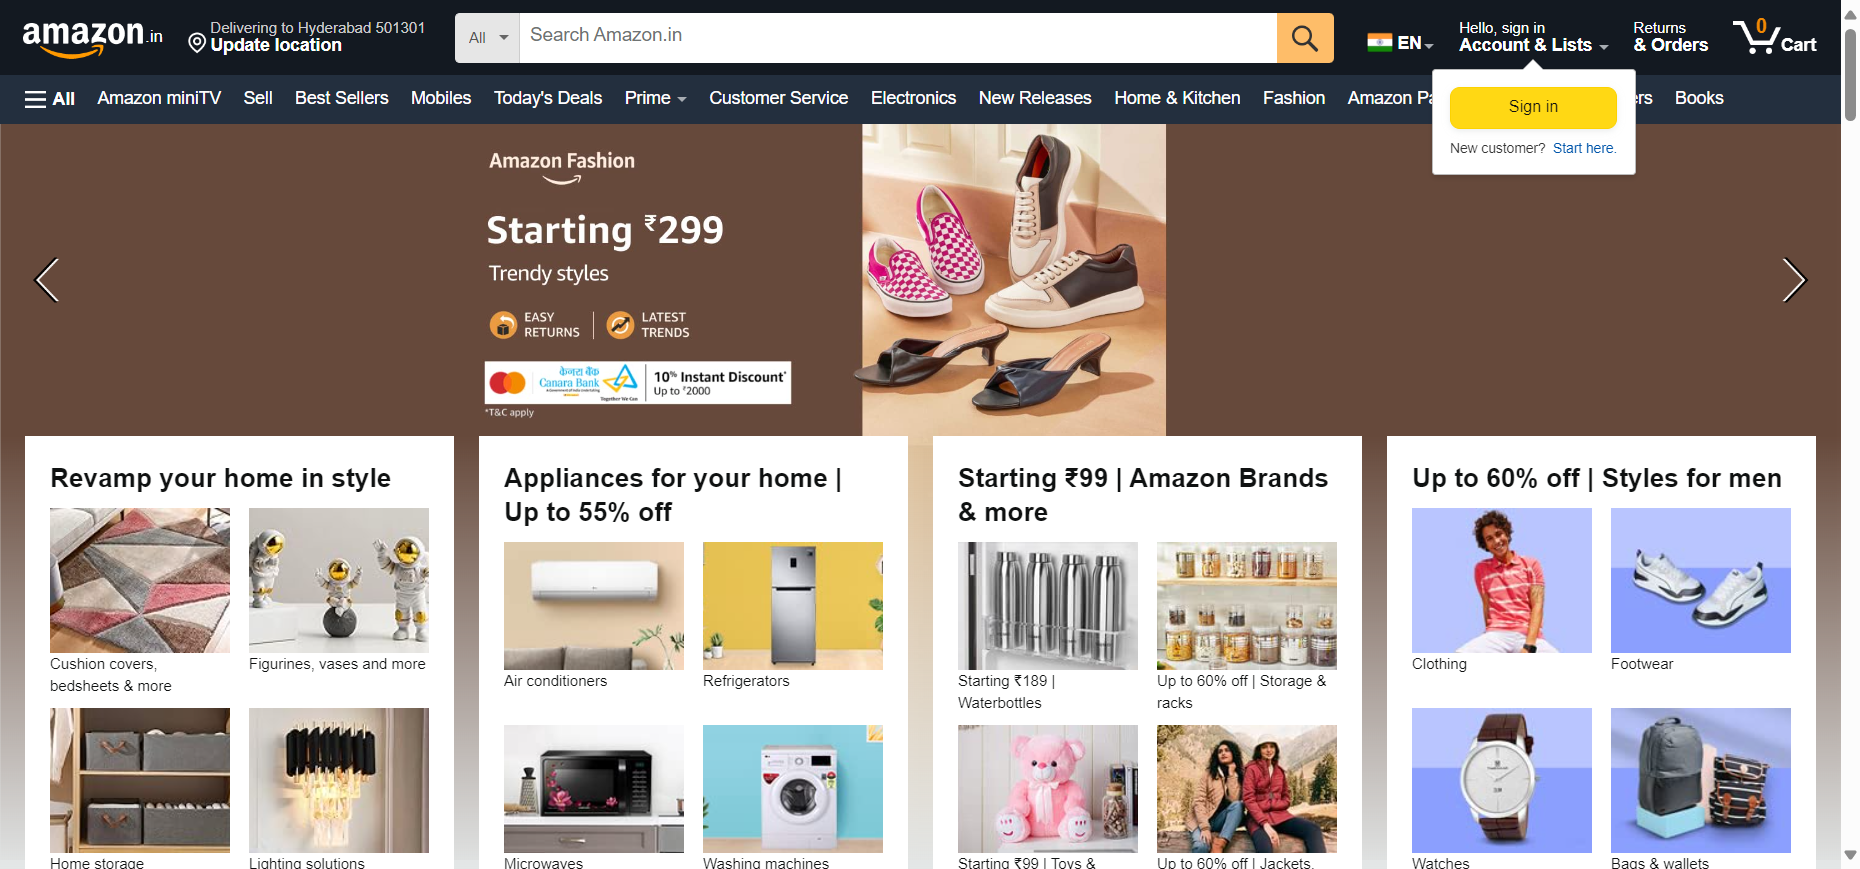 amazon.in
Delivering to Hyderabad 501301
Update location
All
Search Amazon.in
EN
Hello, sign in
Account & Lists
Returns
& Orders
0
Cart
All
Amazon miniTV
Sell
Best Sellers
Mobiles
Today's Deals
Prime
Customer Service
Electronics
New Releases
Home & Kitchen
Fashion
Amazon Pa
rs
Books
Sign in
New customer? Start here.
Amazon Fashion
Starting ₹299
Trendy styles
EASY
RETURNS
LATEST
TRENDS
केनरा बैंक
Canara Bank
Together We Can
10% Instant Discount*
Up to ₹2000
*T&C apply
Revamp your home in style
Cushion covers,
bedsheets & more
Figurines, vases and more
Home storage
Lighting solutions
Appliances for your home |
Up to 55% off
Air conditioners
Refrigerators
Microwaves
Washing machines
Starting ₹99 | Amazon Brands
& more
Starting ₹189 |
Waterbottles
Up to 60% off | Storage &
racks
Starting ₹99 | Toys &
Up to 60% off | Jackets,
Up to 60% off | Styles for men
Clothing
Footwear
Watches
Bags & wallets